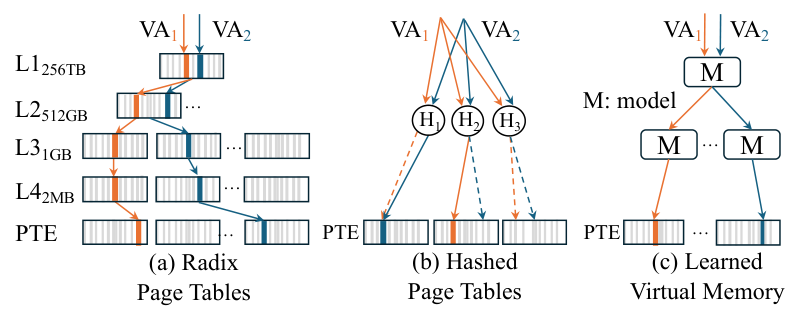 VA1 VA2
L1256TB
L2512GB
...
L31GB
...
L42MB
...
PTE
...
(a) Radix
Page Tables
VA1 VA2
H1 H2 H3
PTE
(b) Hashed
Page Tables
VA1 VA2
M
M: model
M ... M
PTE
...
(c) Learned
Virtual Memory